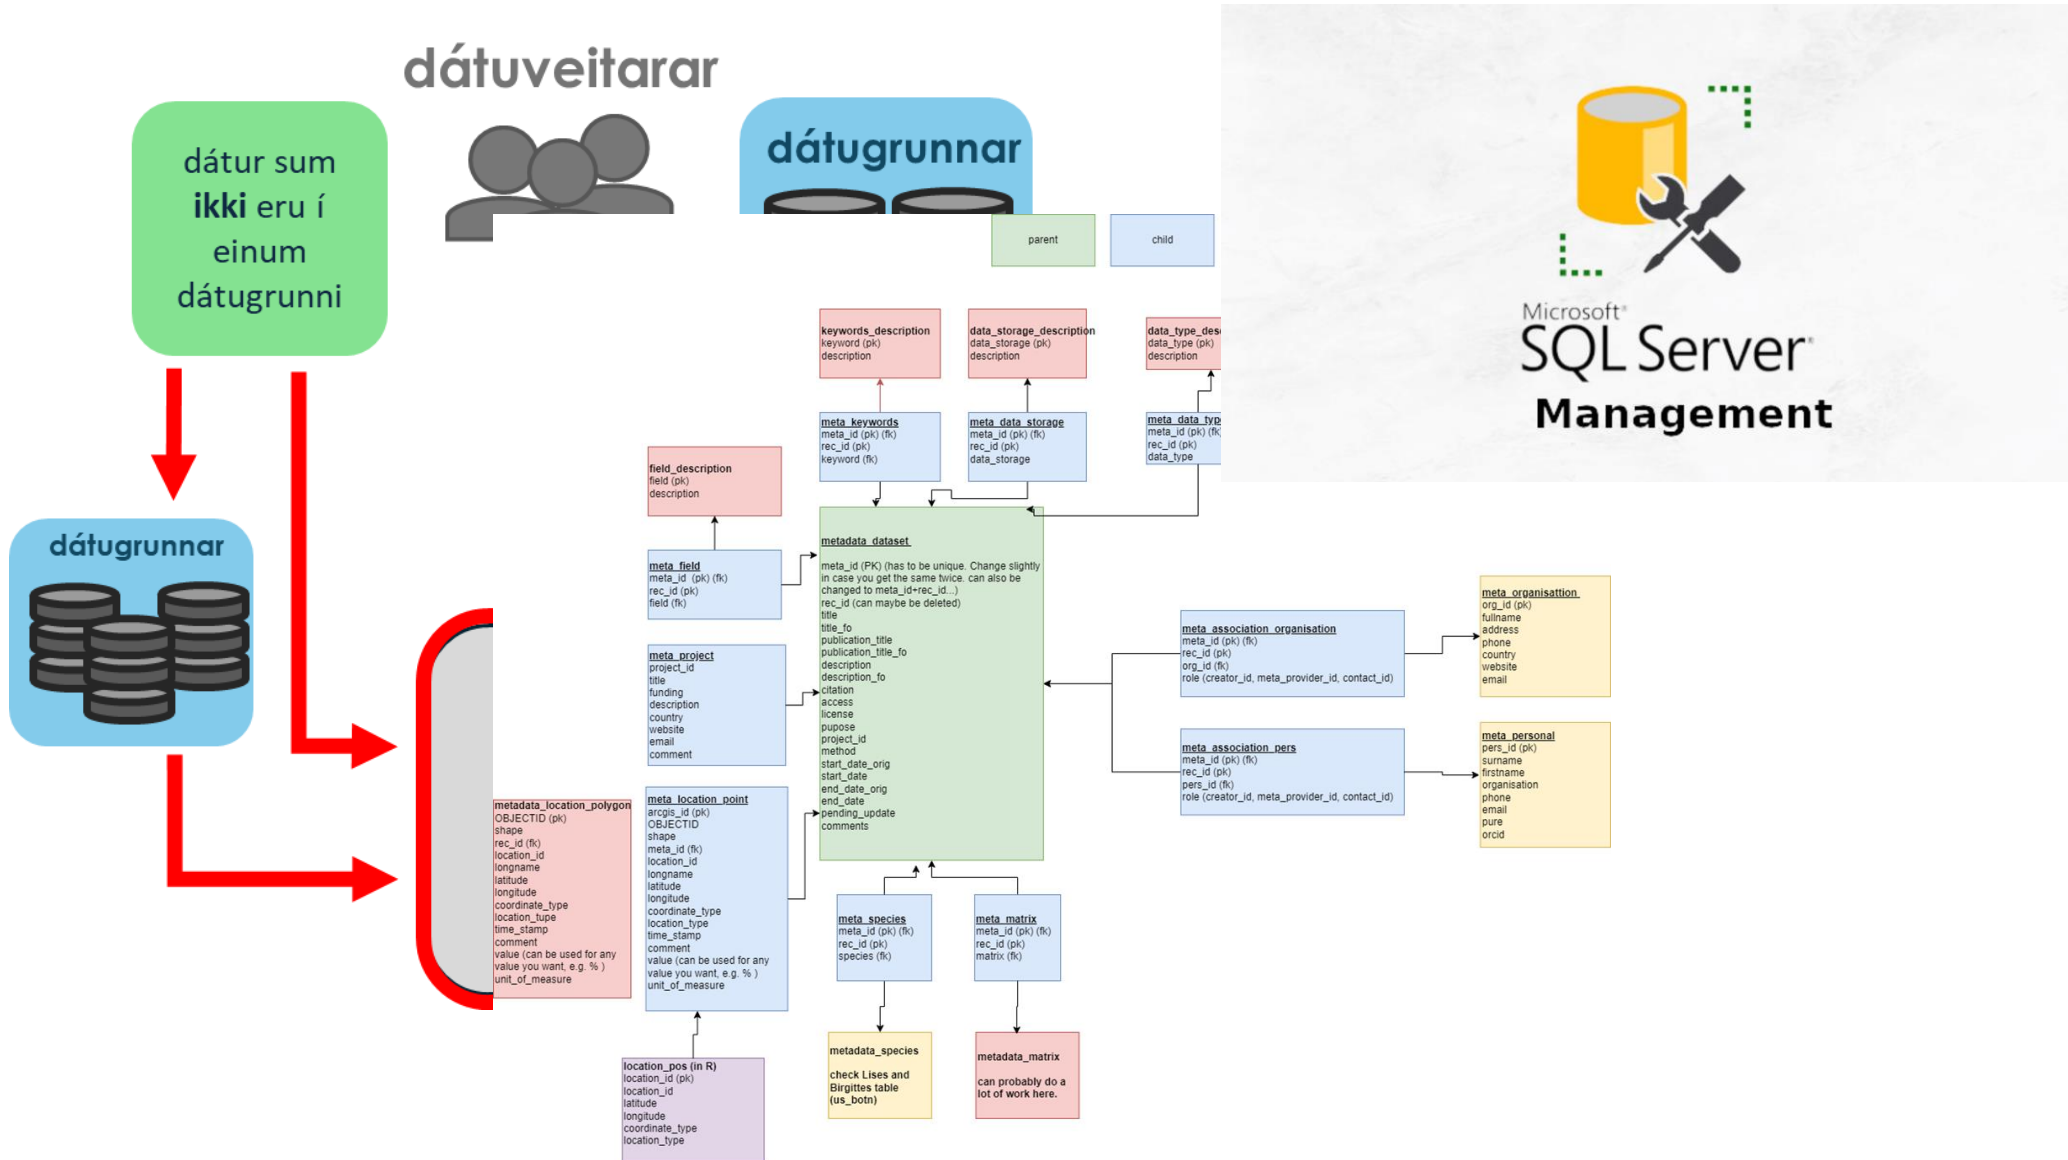 dátuveitarar
dátur sum
ikki eru í
einum
dátugrunni
dátugrunnar
dátugrunnar
Microsoft®
SQL Server®
Management
parent
child
keywords_description
keyword (pk)
description
data_storage_description
data_storage (pk)
description
data_type_des
data_type (pk)
description
meta_keywords
meta_id (pk) (fk)
rec_id (pk)
keyword (fk)
meta_data_storage
meta_id (pk) (fk)
rec_id (pk)
data_storage
meta_data_type
meta_id (pk) (fk)
rec_id (pk)
data_type
field_description
field (pk)
description
meta_field
meta_id (pk) (fk)
rec_id (pk)
field (fk)
meta_project
project_id
title
funding
description
country
website
email
comment
metadata_dataset
meta_id (PK) (has to be unique. Change slightly
in case you get the same twice. can also be
changed to meta_id+rec_id...)
rec_id (can maybe be deleted)
title
title_fo
publication_title
publication_title_fo
description
description_fo
citation
access
license
pupose
project_id
method
start_date_orig
start_date
end_date_orig
end_date
pending_update
comments
meta_association_organisation
meta_id (pk) (fk)
rec_id (pk)
org_id (fk)
role (creator_id, meta_provider_id, contact_id)
meta_organisattion
org_id (pk)
fullname
address
phone
country
website
email
meta_association_pers
meta_id (pk) (fk)
rec_id (pk)
pers_id (fk)
role (creator_id, meta_provider_id, contact_id)
meta_personal
pers_id (pk)
surname
firstname
organisation
phone
email
pure
orcid
metadata_location_polygon
OBJECTID (pk)
shape
rec_id (fk)
location_id
longname
latitude
longitude
coordinate_type
location_tupe
time_stamp
comment
value (can be used for any
value you want, e.g. % )
unit_of_measure
meta_location_point
arcgis_id (pk)
OBJECTID
shape
meta_id (fk)
location_id
longname
latitude
longitude
coordinate_type
location_type
time_stamp
comment
value (can be used for any
value you want, e.g. % )
unit_of_measure
meta_species
meta_id (pk) (fk)
rec_id (pk)
species (fk)
meta_matrix
meta_id (pk) (fk)
rec_id (pk)
matrix (fk)
metadata_species
check Lises and
Birgittes table
(us_botn)
metadata_matrix
can probably do a
lot of work here.
location_pos (in R)
location_id (pk)
location_id
latitude
longitude
coordinate_type
location_type